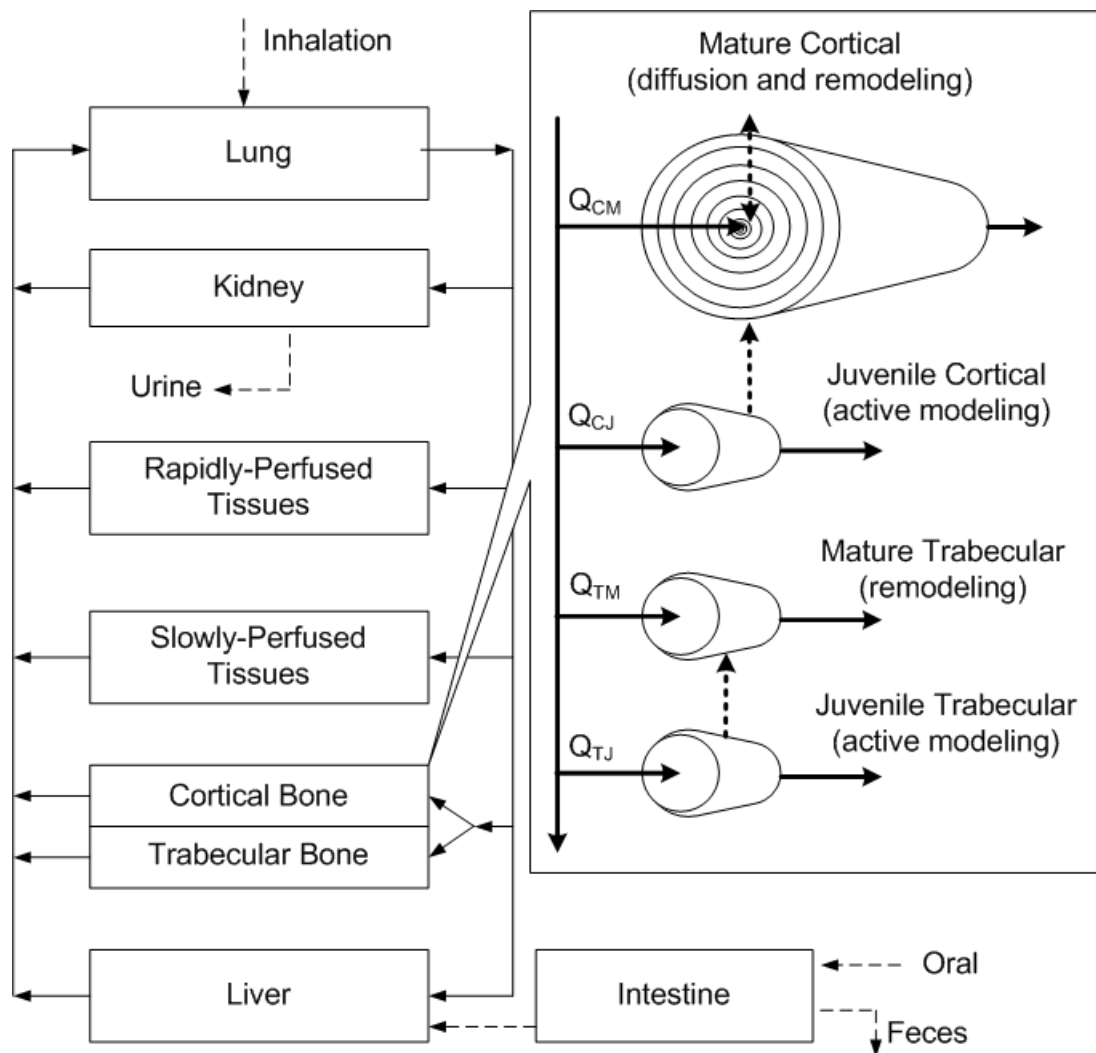 Inhalation
Lung
Kidney
Urine
Rapidly-Perfused
Tissues
Slowly-Perfused
Tissues
Cortical Bone
Trabecular Bone
Liver
Intestine
Oral
Feces
Mature Cortical
(diffusion and remodeling)
QCM
Juvenile Cortical
(active modeling)
QCJ
Mature Trabecular
(remodeling)
QTM
Juvenile Trabecular
(active modeling)
QTJ